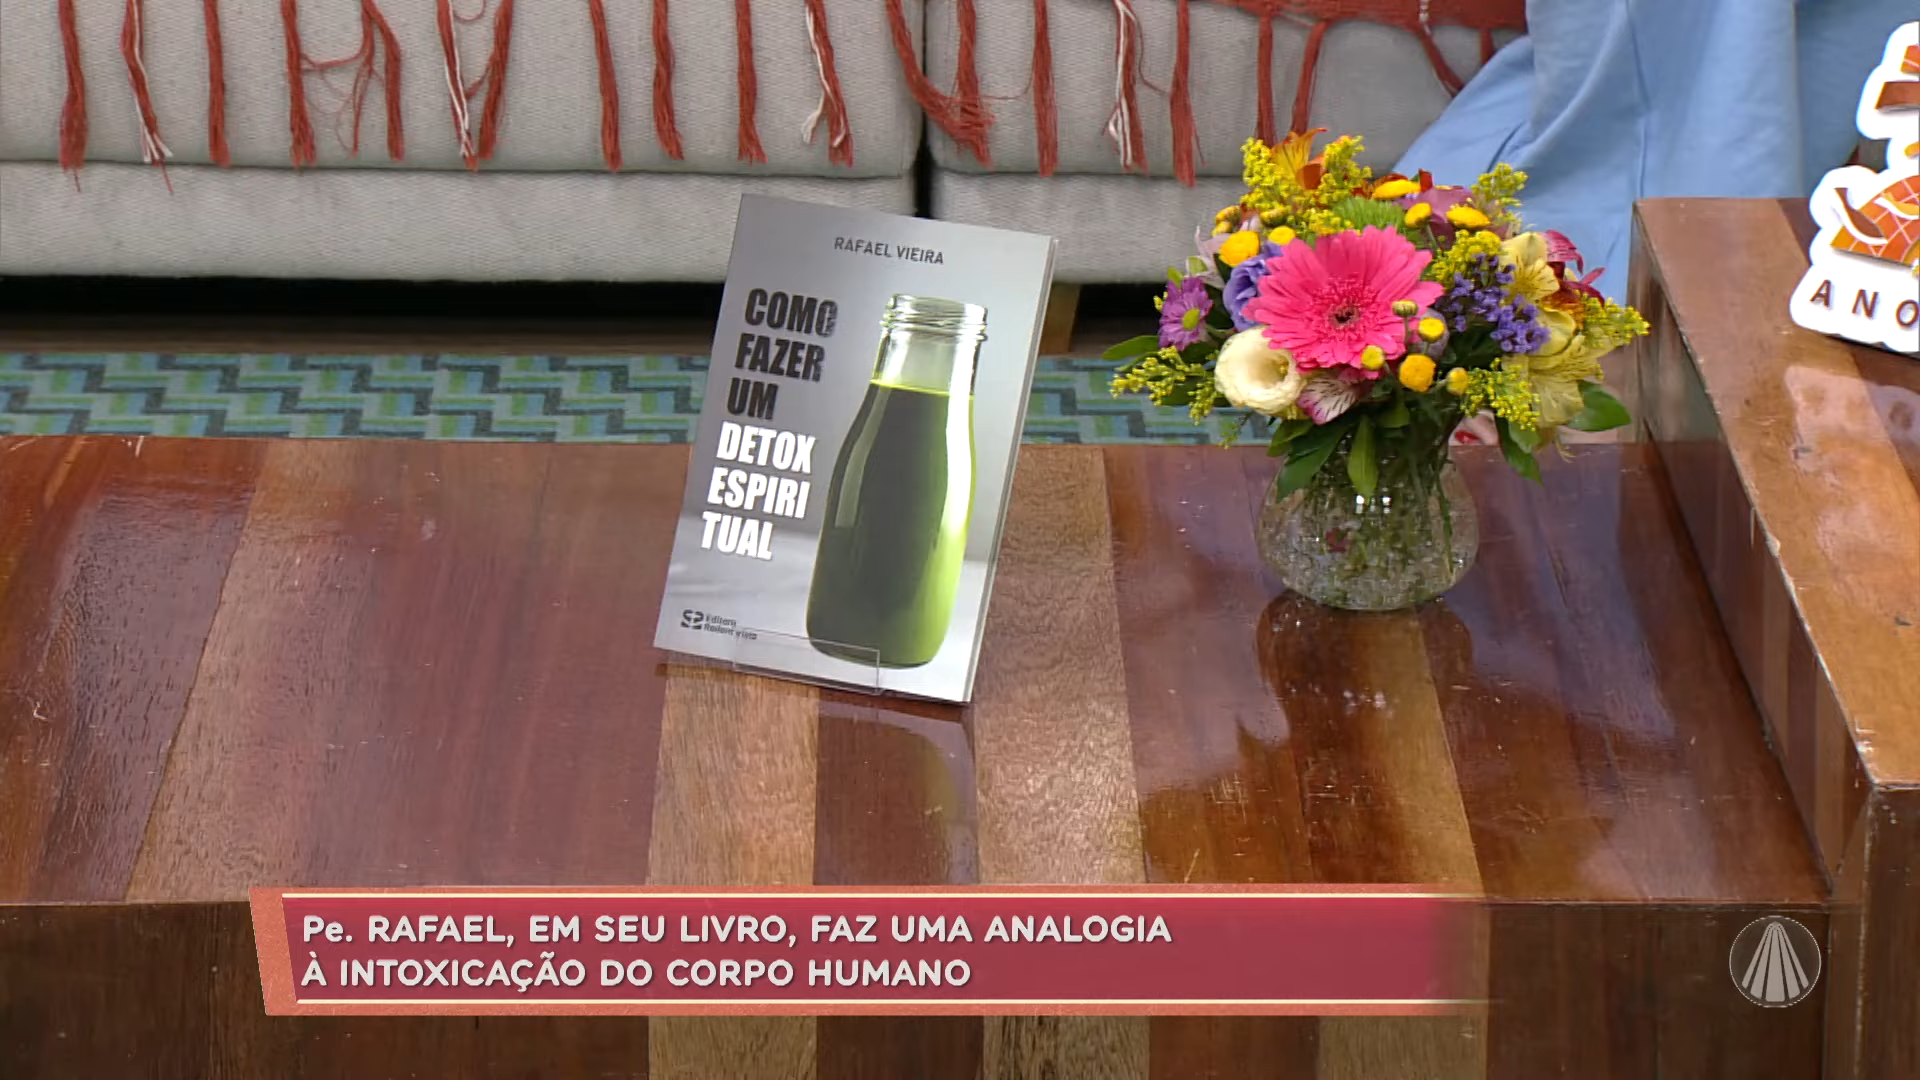 RAFAEL VIEIRA
COMO
FAZER
UM
DETOX
ESPIRI
TUAL
Editora
ANO
Pe. RAFAEL, EM SEU LIVRO, FAZ UMA ANALOGIA
À INTOXICAÇÃO DO CORPO HUMANO